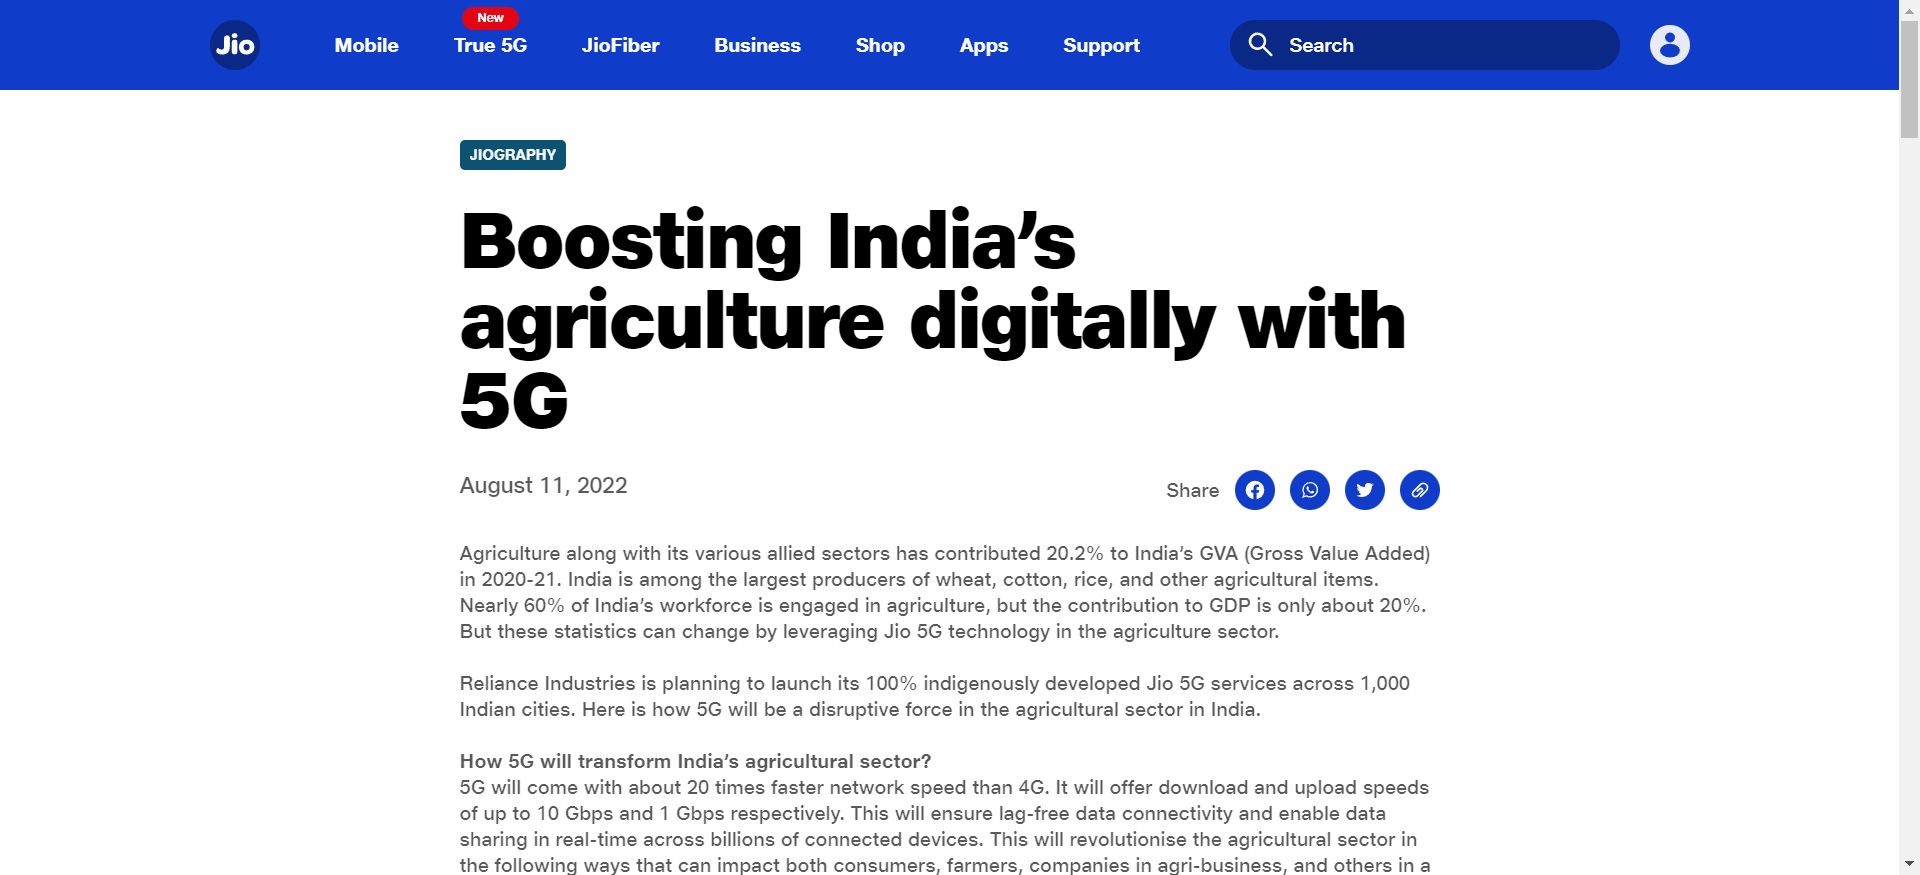 Jio
Mobile
New
True 5G
JioFiber
Business
Shop
Apps
Support
Search
JIOGRAPHY
Boosting India’s
agriculture digitally with
5G
August 11, 2022
Share
Agriculture along with its various allied sectors has contributed 20.2% to India’s GVA (Gross Value Added)
in 2020-21. India is among the largest producers of wheat, cotton, rice, and other agricultural items.
Nearly 60% of India’s workforce is engaged in agriculture, but the contribution to GDP is only about 20%.
But these statistics can change by leveraging Jio 5G technology in the agriculture sector.
Reliance Industries is planning to launch its 100% indigenously developed Jio 5G services across 1,000
Indian cities. Here is how 5G will be a disruptive force in the agricultural sector in India.
How 5G will transform India’s agricultural sector?
5G will come with about 20 times faster network speed than 4G. It will offer download and upload speeds
of up to 10 Gbps and 1 Gbps respectively. This will ensure lag-free data connectivity and enable data
sharing in real-time across billions of connected devices. This will revolutionise the agricultural sector in
the following ways that can impact both consumers, farmers, companies in agri-business, and others in a